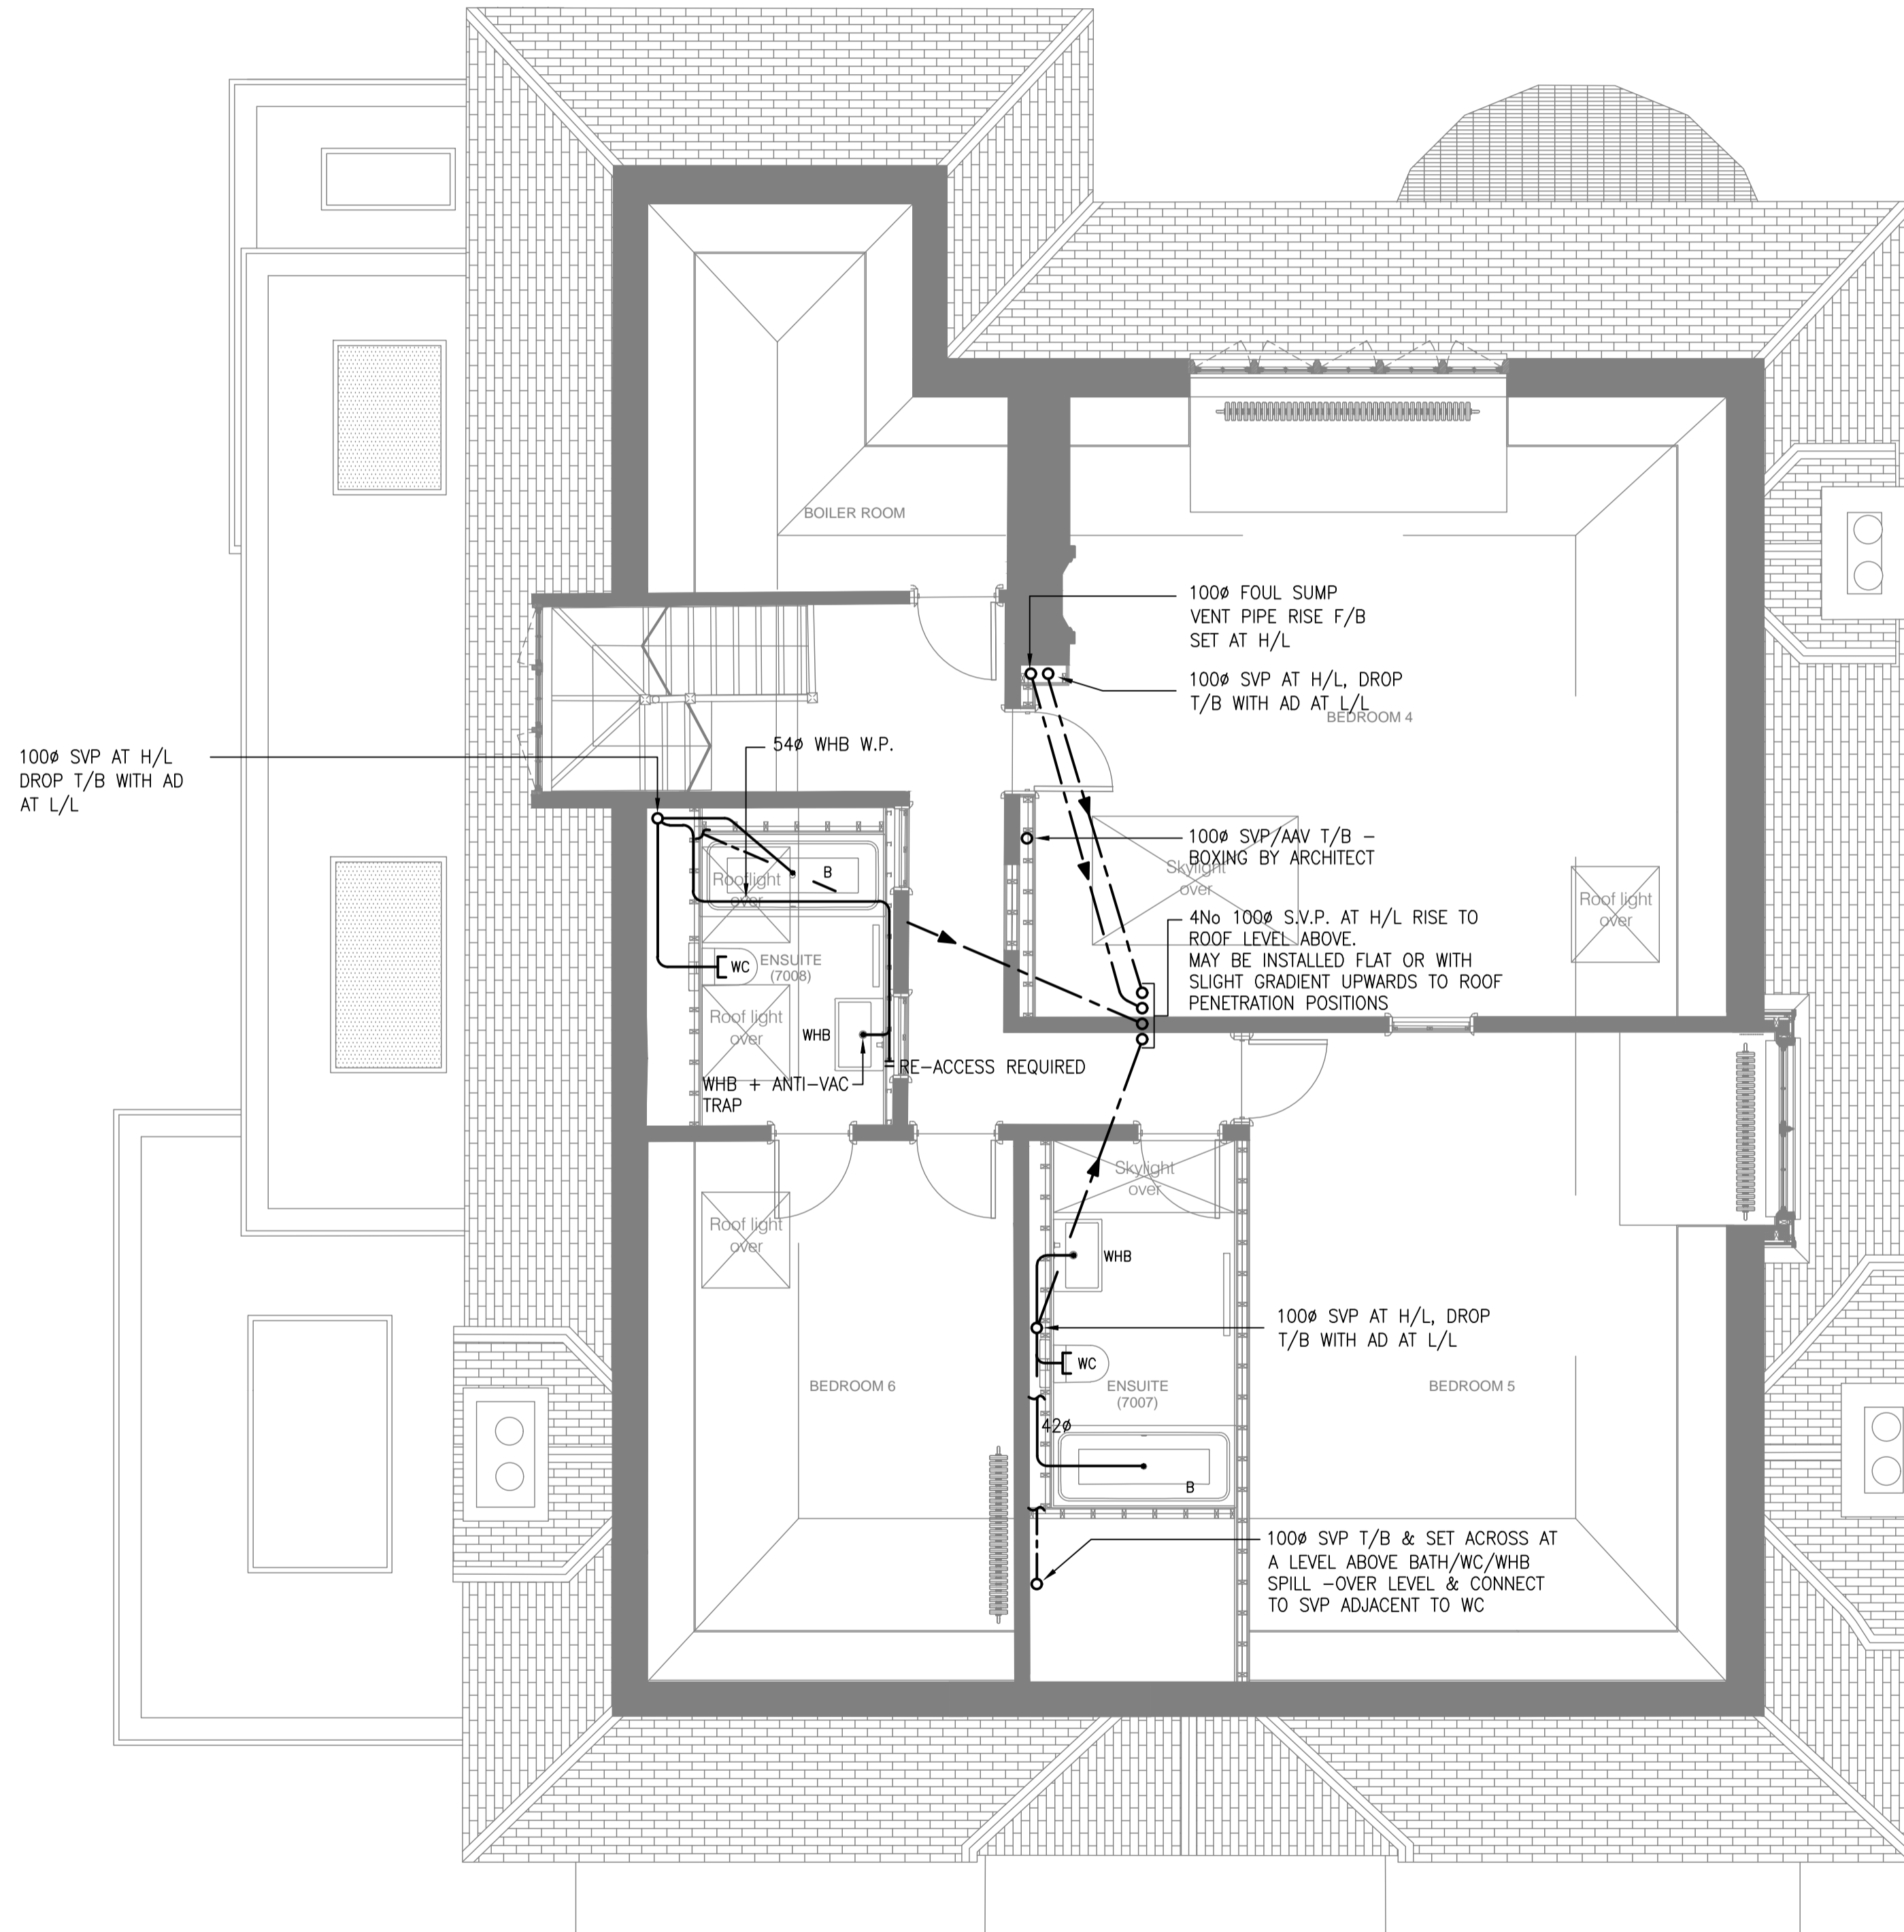 BOILER ROOM
100ø FOUL SUMP
VENT PIPE RISE F/B
SET AT H/L
100ø SVP AT H/L, DROP
T/B WITH AD AT L/L
BEDROOM 4
54ø WHB W.P.
100ø SVP AT H/L
DROP T/B WITH AD
AT L/L
100ø SVP/AAV T/B –
BOXING BY ARCHITECT
Skylight
over
B
Rooflight
over
Roof light
over
4No 100ø S.V.P. AT H/L RISE TO
ROOF LEVEL ABOVE.
MAY BE INSTALLED FLAT OR WITH
SLIGHT GRADIENT UPWARDS TO ROOF
PENETRATION POSITIONS
WC
ENSUITE
(7008)
Roof light
over
WHB
RE-ACCESS REQUIRED
WHB + ANTI-VAC
TRAP
Skylight
over
Roof light
over
WHB
100ø SVP AT H/L, DROP
T/B WITH AD AT L/L
WC
BEDROOM 6
ENSUITE
(7007)
BEDROOM 5
42ø
B
100ø SVP T/B & SET ACROSS AT
A LEVEL ABOVE BATH/WC/WHB
SPILL –OVER LEVEL & CONNECT
TO SVP ADJACENT TO WC